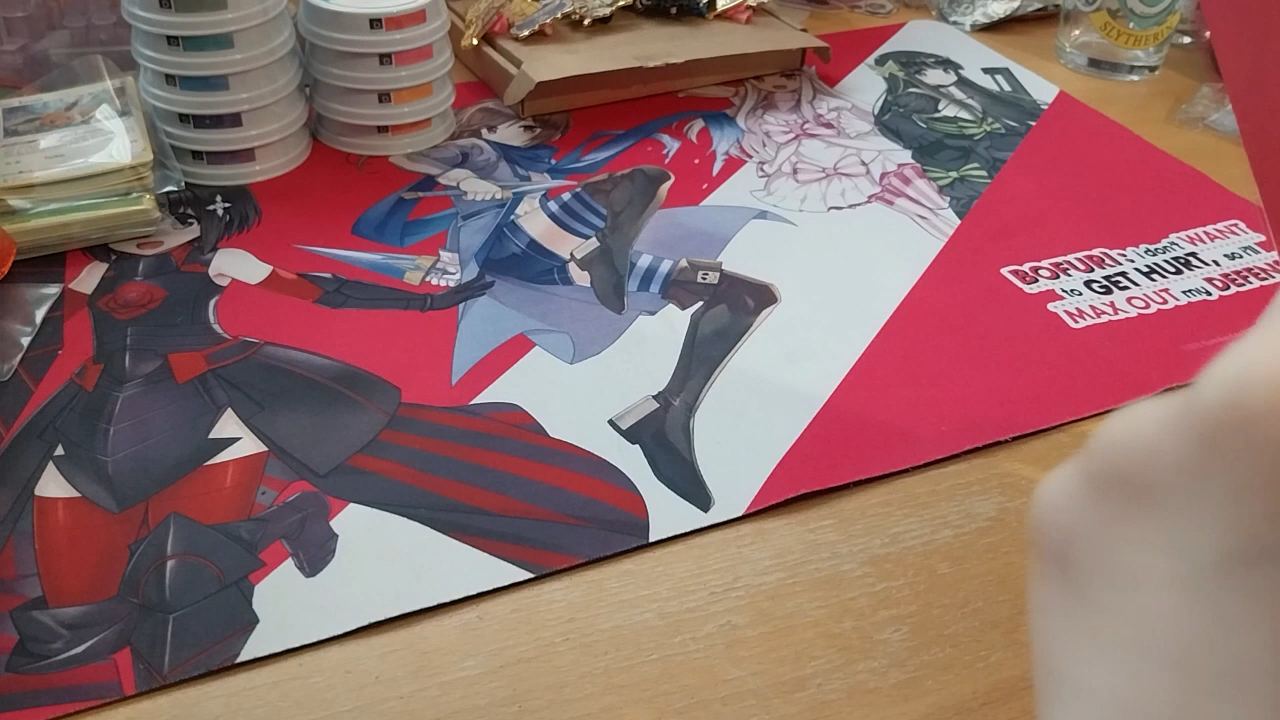 SLYTHERIN
BOFURI: I don't WANT
to GET HURT, so I'll
MAX OUT my DEFEN